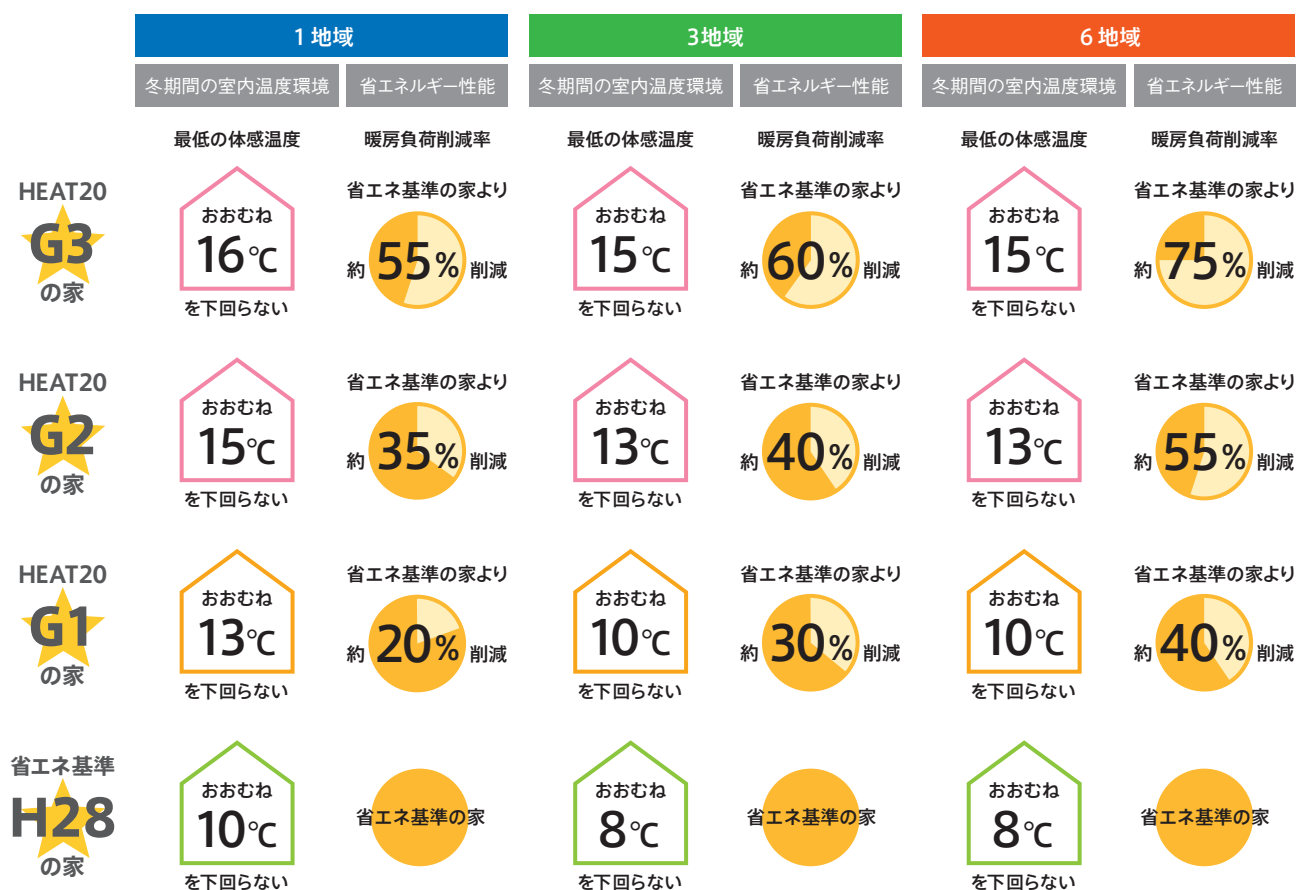 1地域
3地域
6地域
冬期間の室内温度環境 省エネルギー性能
冬期間の室内温度環境 省エネルギー性能
冬期間の室内温度環境 省エネルギー性能
最低の体感温度 暖房負荷削減率
最低の体感温度 暖房負荷削減率
最低の体感温度 暖房負荷削減率
HEAT20
G3
の家
おおむね
16℃
を下回らない
省エネ基準の家より
約55%削減
おおむね
15℃
を下回らない
省エネ基準の家より
約60%削減
おおむね
15℃
を下回らない
省エネ基準の家より
約75%削減
HEAT20
G2
の家
おおむね
15℃
を下回らない
省エネ基準の家より
約35%削減
おおむね
13℃
を下回らない
省エネ基準の家より
約40%削減
おおむね
13℃
を下回らない
省エネ基準の家より
約55%削減
HEAT20
G1
の家
おおむね
13℃
を下回らない
省エネ基準の家より
約20%削減
おおむね
10℃
を下回らない
省エネ基準の家より
約30%削減
おおむね
10℃
を下回らない
省エネ基準の家より
約40%削減
省エネ基準
H28
の家
おおむね
10℃
を下回らない
省エネ基準の家
おおむね
8℃
を下回らない
省エネ基準の家
おおむね
8℃
を下回らない
省エネ基準の家